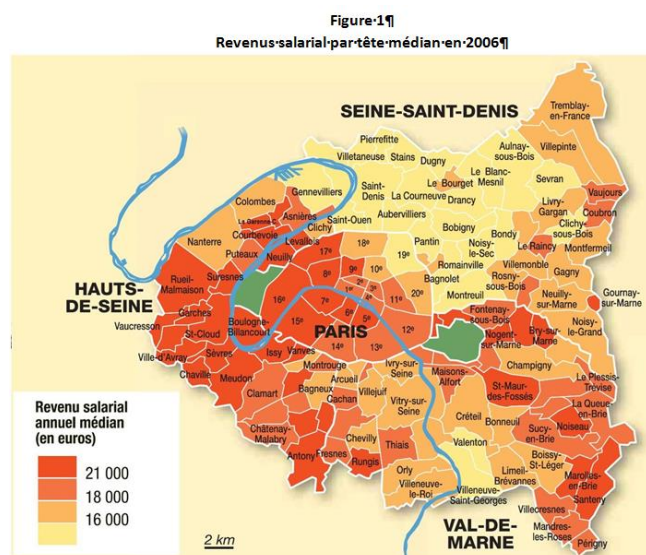 Figure·1¶
Revenus·salarial·par·tête·médian·en·2006¶
SEINE-SAINT-DENIS
Tremblay-
en-France
Pierrefitte
Villetaneuse
Stains
Dugny
Aulnay-
sous-Bois
Villepinte
Le Blanc-
Mesnil
Sevran
Gennevilliers
Saint-
Denis
La Courneuve
Le Bourget
Drancy
Livry-
Gargan
Vaujours
Coubron
Colombes
Asnières
La Garenne C.
Courbevoie
Clichy
Saint-Ouen
Aubervilliers
Bobigny
Bondy
Clichy-
sous-Bois
Montfermeil
Nanterre
Puteaux
Levallois
Neuilly
17e
18e
19e
Pantin
Noisy-
le-Sec
Le Raincy
Villemonble
Gagny
HAUTS-
DE-SEINE
Rueil-
Malmaison
Suresnes
8e
9e
10e
Romainville
Bagnolet
Rosny-
sous-Bois
Neuilly-
sur-Marne
Gournay-
sur-Marne
16e
1er
2e
3e
4e
11e
20e
Montreuil
Garches
Vaucresson
St-Cloud
Boulogne-
Billancourt
7e
6e
5e
15e
PARIS
12e
Fontenay-
sous-Bois
Nogent-
sur-Marne
Bry-sur-
Marne
Noisy-
le-Grand
Ville-d'Avray
Sèvres
Chaville
Meudon
Issy
Vanves
14e
13e
Montrouge
Ivry-sur-
Seine
Maisons-
Alfort
Champigny
Le Plessis-
Trévise
Clamart
Bagneux
Arcueil
Cachan
Villejuif
Vitry-sur-
Seine
St-Maur-
des-Fossés
La Queue-
en-Brie
Châtenay-
Malabry
Créteil
Bonneuil
Sucy-
en-Brie
Noiseau
Antony
Fresnes
Chevilly
Rungis
Thiais
Valenton
Boissy-
St-Léger
Marolles-
en-Brie
Santeny
Orly
Villeneuve-
le-Roi
Villeneuve-
St-Georges
Limeil-
Brévannes
Villecresnes
Mandres-
les-Roses
Périgny
VAL-DE-
MARNE
Revenu salarial
annuel médian
(en euros)
21 000
18 000
16 000
2 km